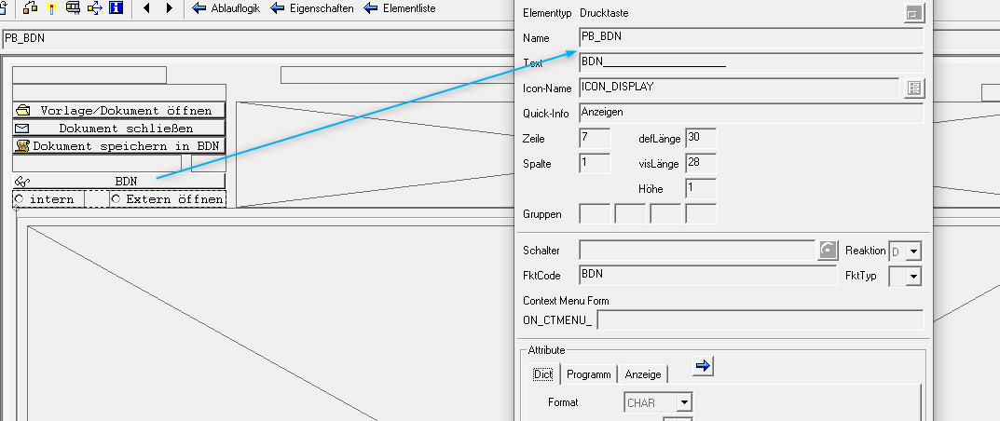 Ablauflogik Eigenschaften Elementliste
PB_BDN
Vorlage/Dokument öffnen
Dokument schließen
Dokument speichern in BDN
BDN
intern Extern öffnen
Elementtyp Drucktaste
Name PB_BDN
Text BDN____________________
Icon-Name ICON_DISPLAY
Quick-Info Anzeigen
Zeile 7 defLänge 30
Spalte 1 visLänge 28
Höhe 1
Gruppen
Schalter Reaktion D
FktCode BDN FktTyp
Context Menu Form
ON_CTMENU_
Attribute
Dict Programm Anzeige
Format CHAR